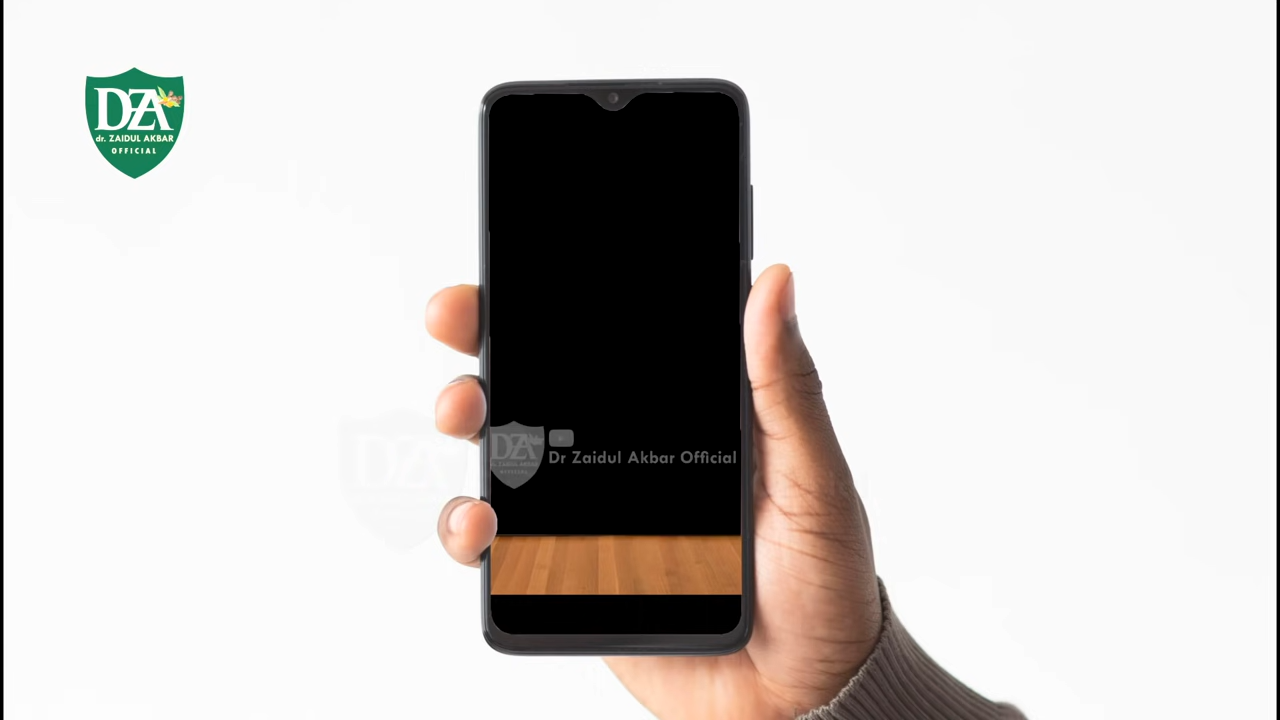 DZA
dr. ZAIDUL AKBAR
OFFICIAL
DZA
Dr Zaidul Akbar Official